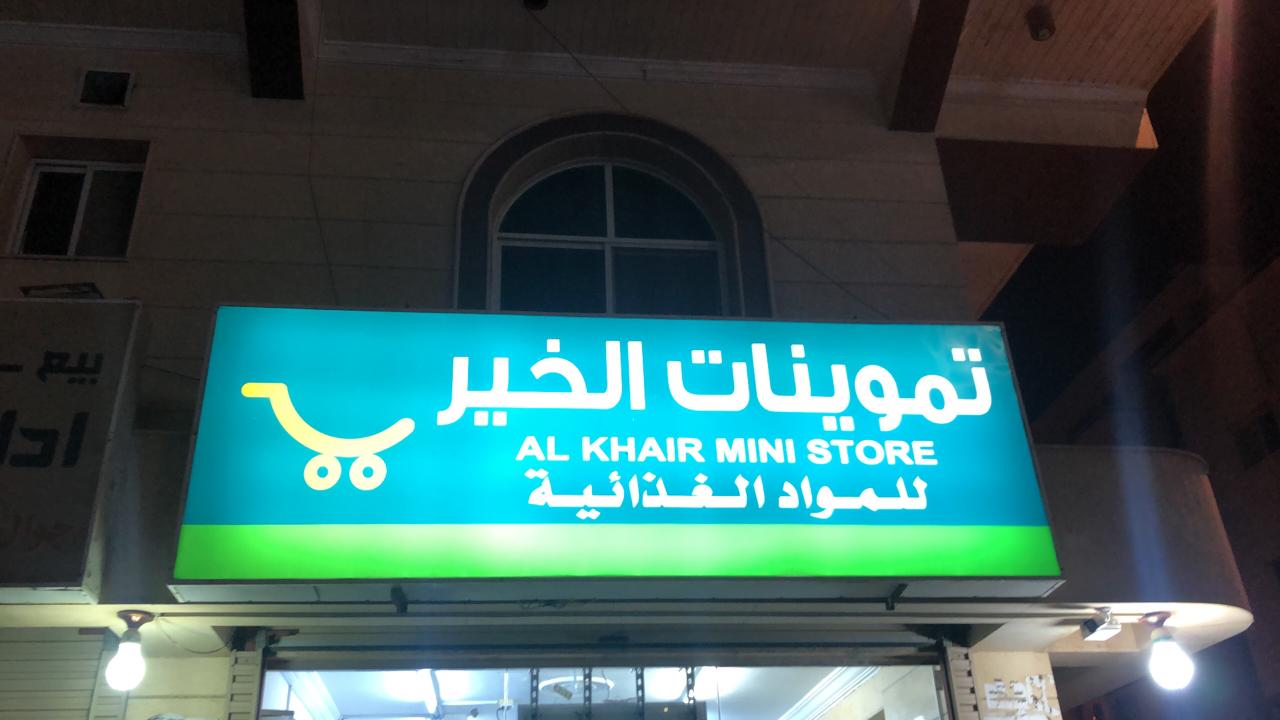 تموينات الخير
AL KHAIR MINI STORE
للمواد الغذائية
بيع